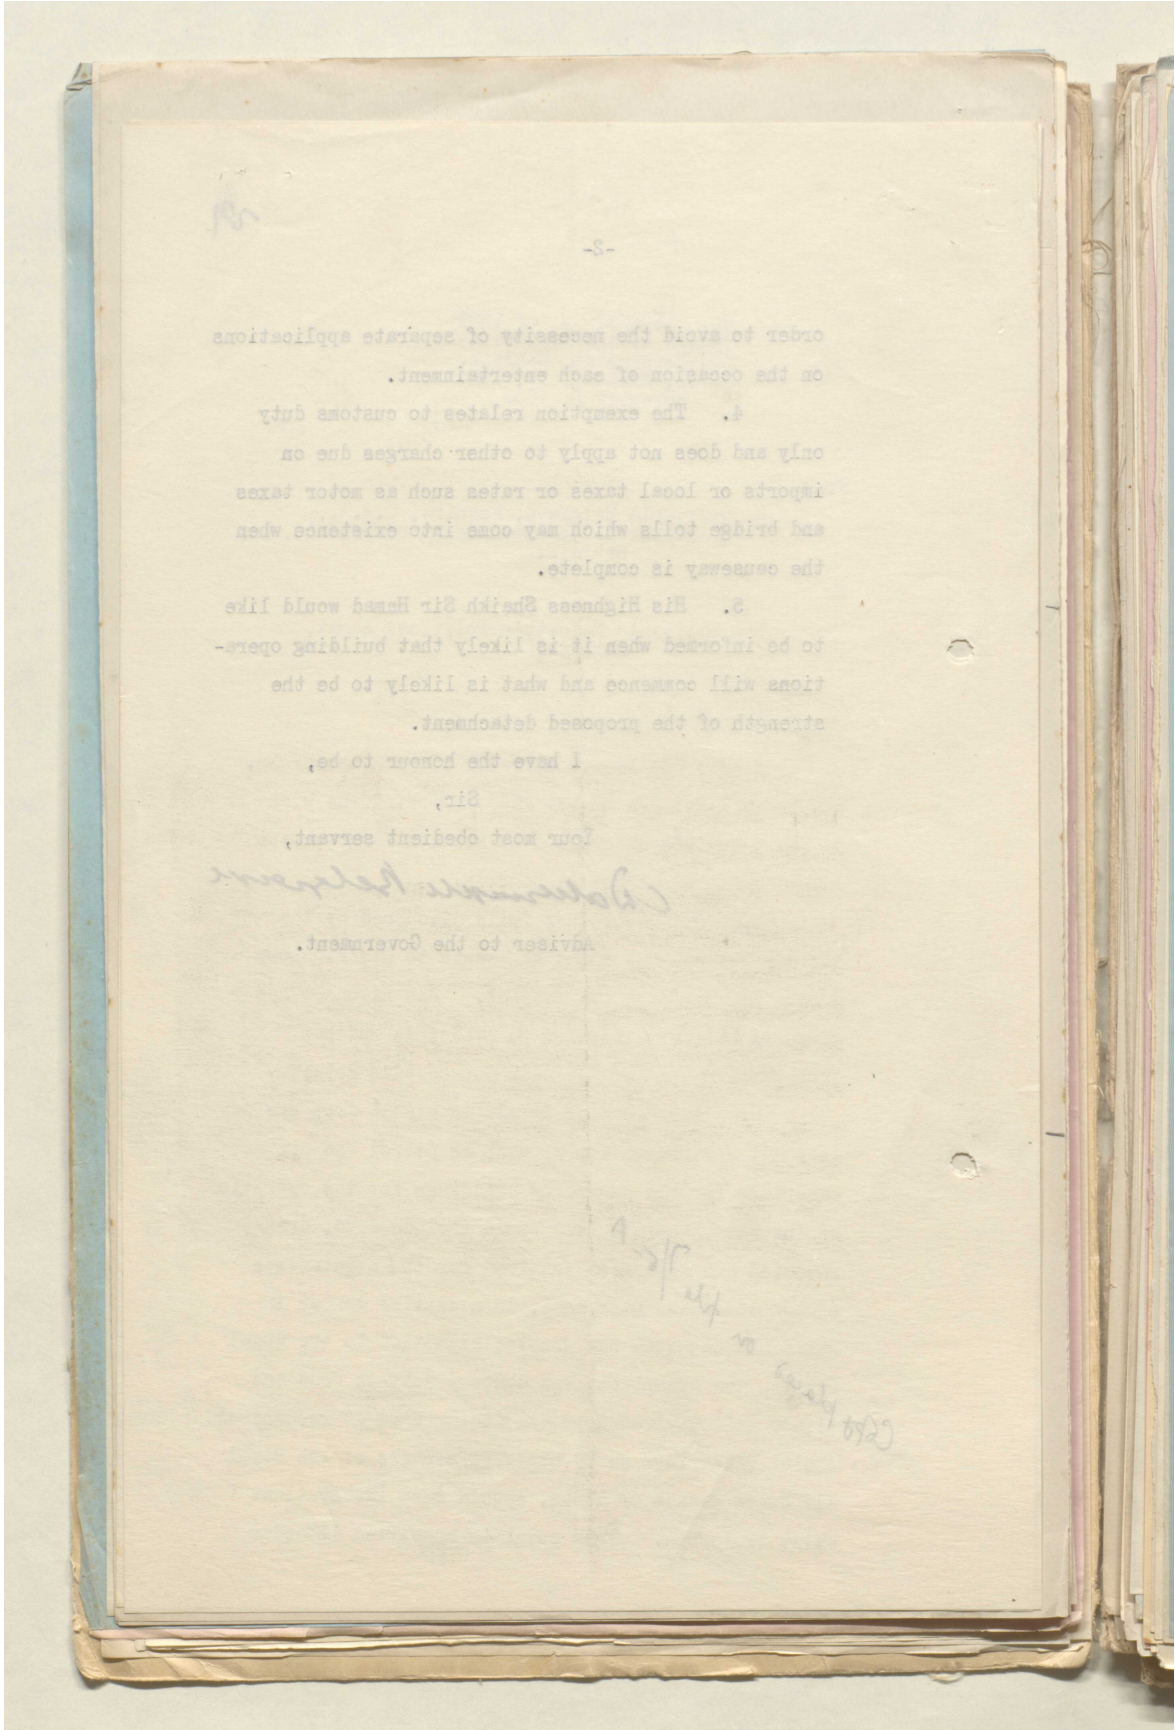 -2-
order to avoid the necessity of separate applications
on the occasion of each entertainment.
4. The exemption relates to customs duty
only and does not apply to other charges due on
imports or local taxes or rates such as motor taxes
and bridge tolls which may come into existence when
the causeway is complete.
5. His Highness Shaikh Sir Hamad would like
to be informed when it is likely that building opera-
tions will commence and what is likely to be the
strength of the proposed detachment.
I have the honour to be,
Sir,
Your most obedient servant,
Adviser to the Government.